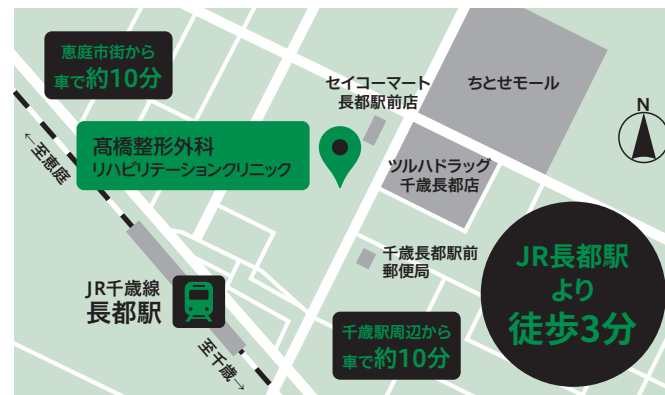 恵庭市街から
車で約10分
セイコーマート
長都駅前店
ちとせモール
N
髙橋整形外科
リハビリテーションクリニック
←至恵庭
ツルハドラッグ
千歳長都店
千歳長都駅前
郵便局
JR長都駅
より
徒歩3分
JR千歳線
長都駅
至千歳→
千歳駅周辺から
車で約10分